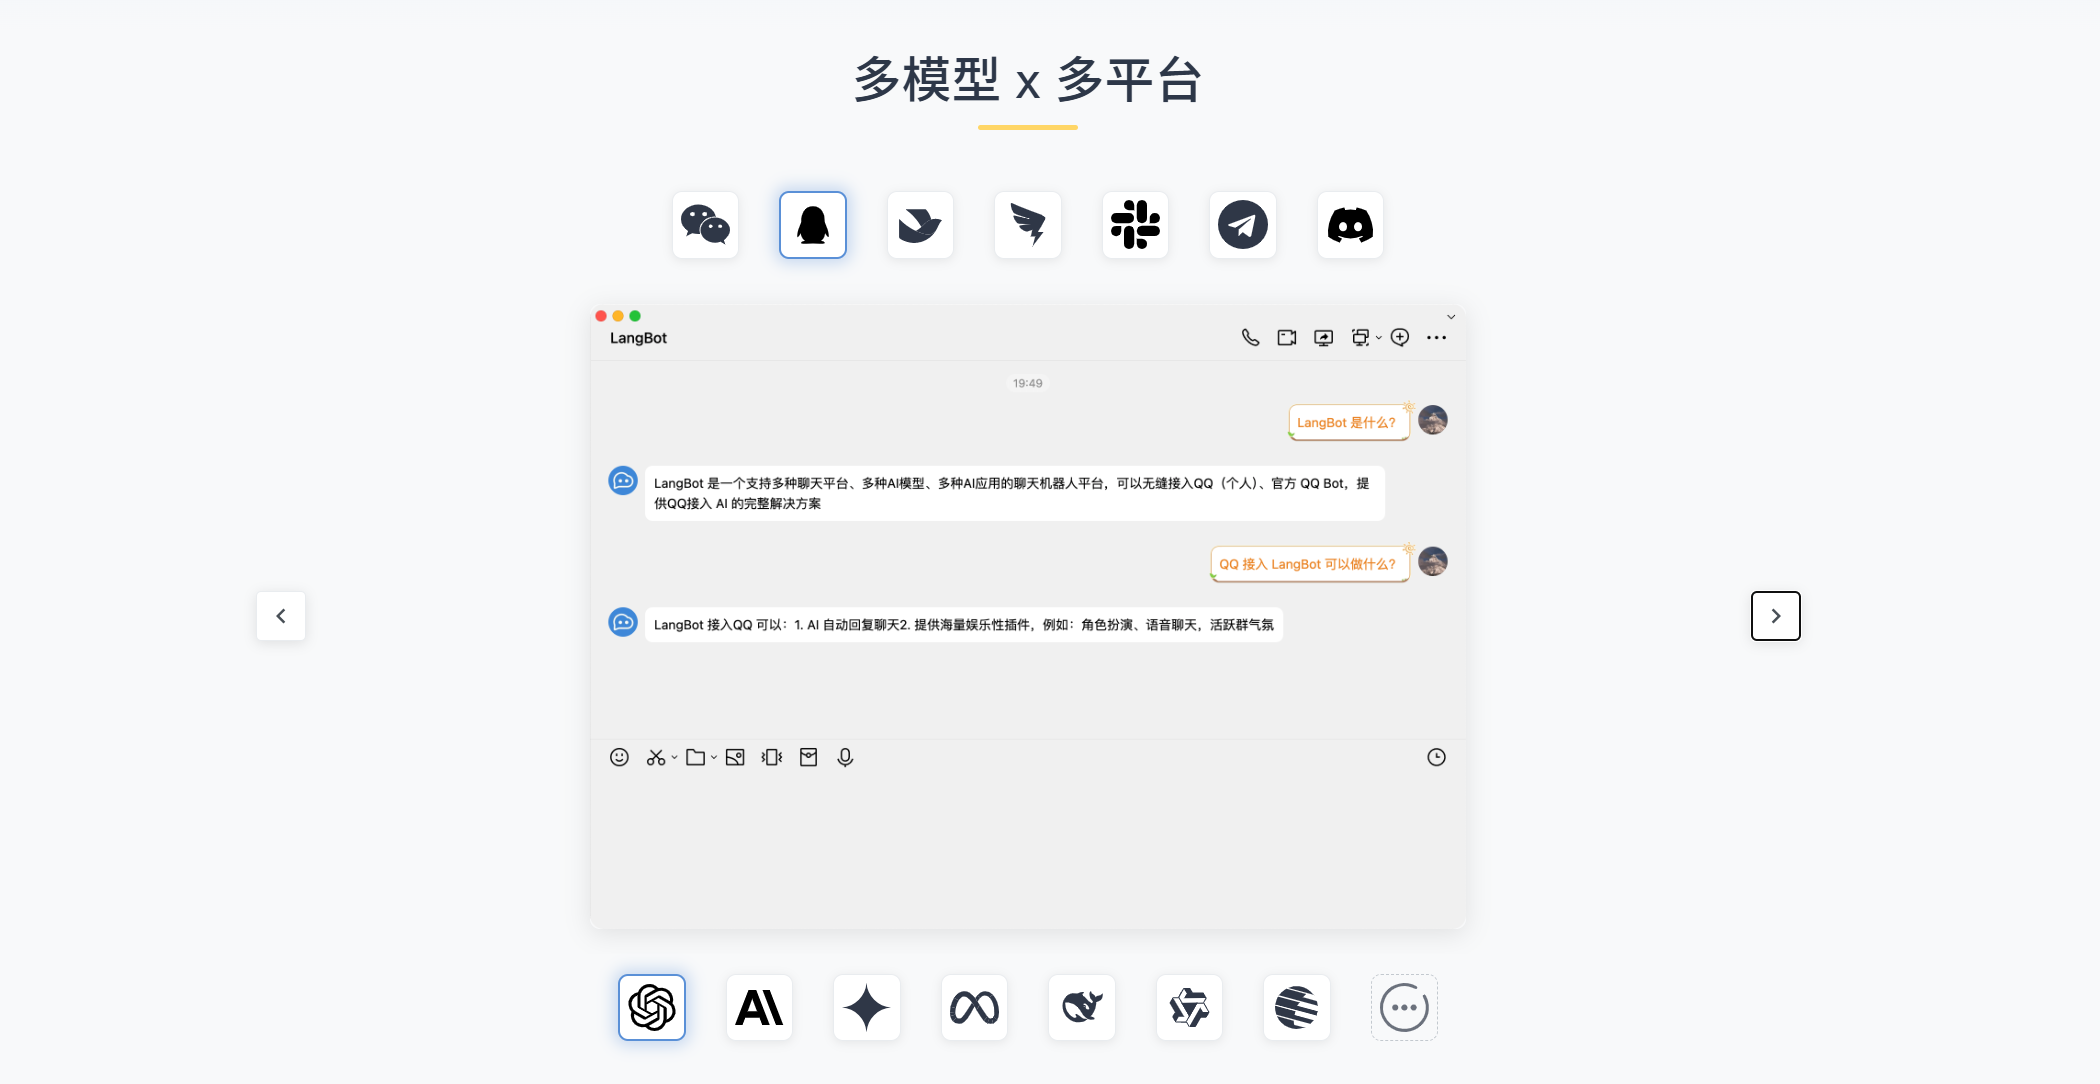 多模型 x 多平台
LangBot
19:49
LangBot 是什么?
LangBot 是一个支持多种聊天平台、多种AI模型、多种AI应用的聊天机器人平台，可以无缝接入QQ（个人）、官方 QQ Bot，提
供QQ接入 AI 的完整解决方案
QQ 接入 LangBot 可以做什么?
LangBot 接入QQ 可以：1. AI 自动回复聊天2. 提供海量娱乐性插件，例如：角色扮演、语音聊天，活跃群气氛